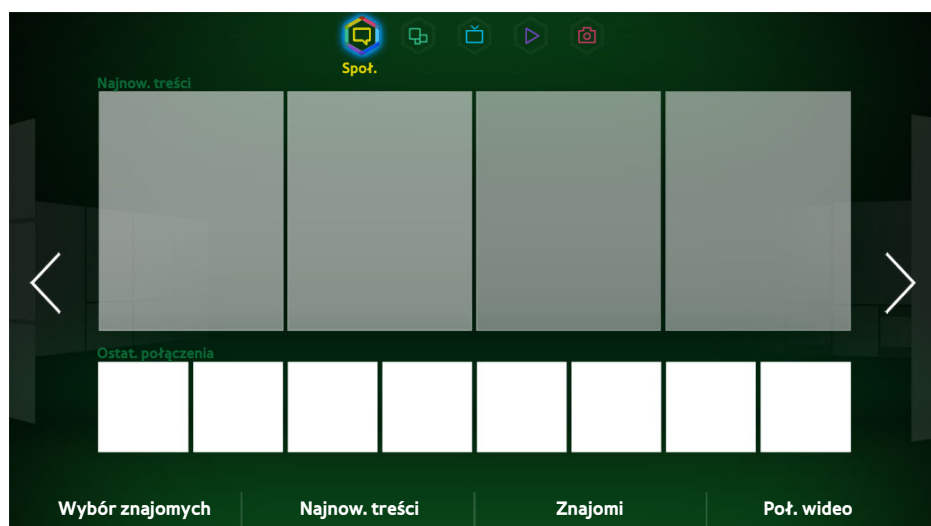 Społ.
Najnow. treści
Ostat. połączenia
Wybór znajomych
Najnow. treści
Znajomi
Poł. wideo